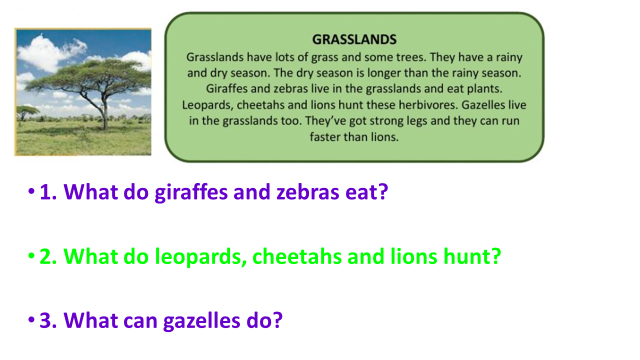 GRASSLANDS
Grasslands have lots of grass and some trees. They have a rainy
and dry season. The dry season is longer than the rainy season.
Giraffes and zebras live in the grasslands and eat plants.
Leopards, cheetahs and lions hunt these herbivores. Gazelles live
in the grasslands too. They've got strong legs and they can run
faster than lions.
• 1. What do giraffes and zebras eat?
• 2. What do leopards, cheetahs and lions hunt?
• 3. What can gazelles do?